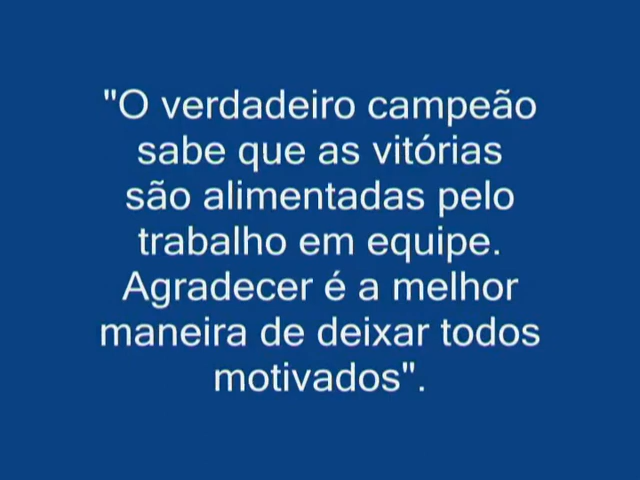 "O verdadeiro campeão
sabe que as vitórias
são alimentadas pelo
trabalho em equipe.
Agradecer é a melhor
maneira de deixar todos
motivados".